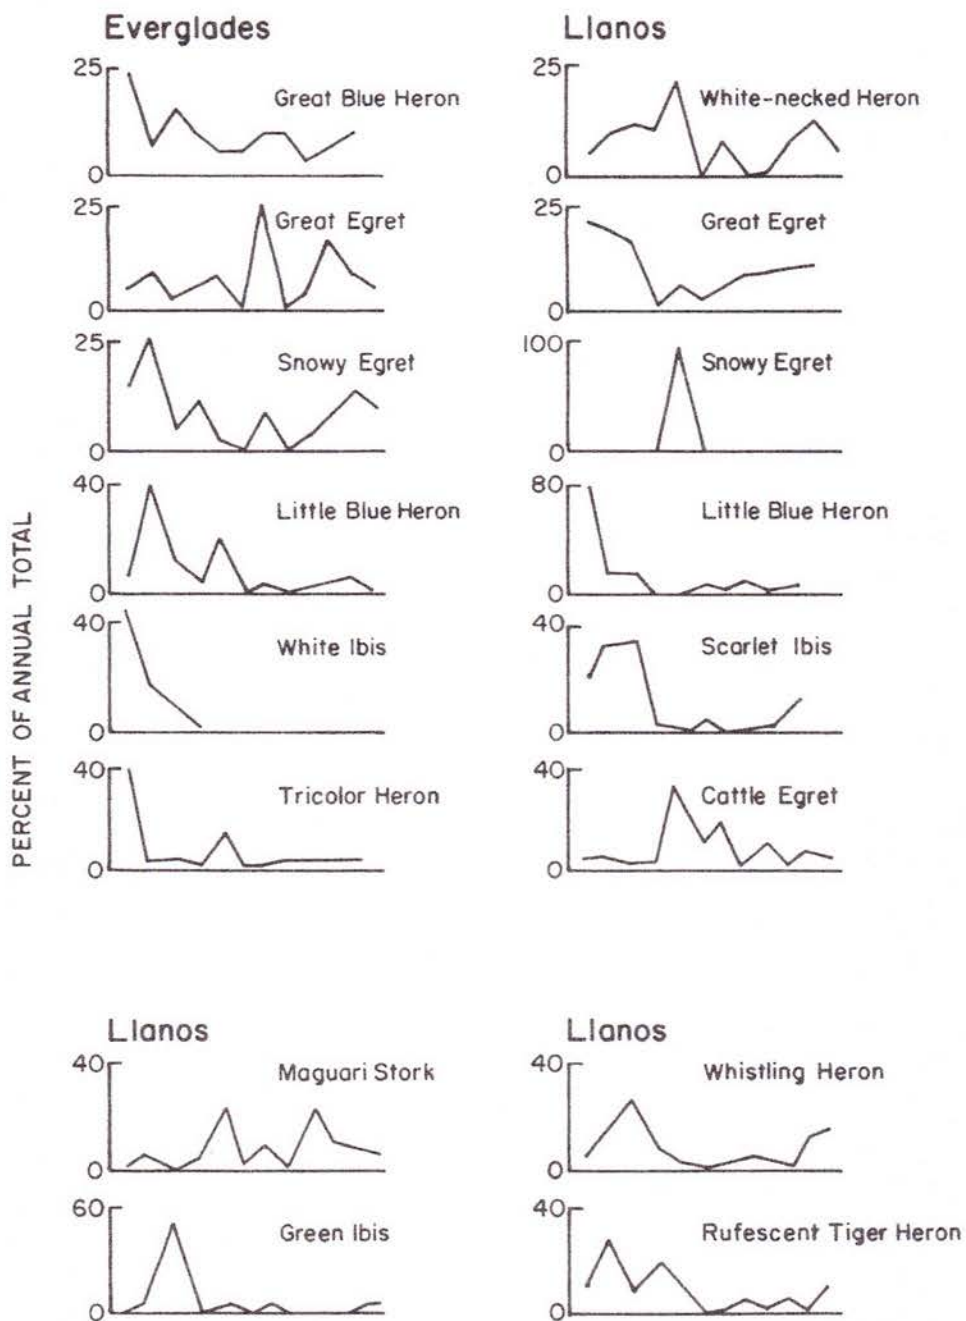 Everglades
25
Great Blue Heron
0
25
Great Egret
0
25
Snowy Egret
0
40
Little Blue Heron
0
40
White Ibis
0
40
Tricolor Heron
0
Llanos
25
White-necked Heron
0
25
Great Egret
0
100
Snowy Egret
0
80
Little Blue Heron
0
40
Scarlet Ibis
0
40
Cattle Egret
0
PERCENT OF ANNUAL TOTAL
Llanos
40
Maguari Stork
0
60
Green Ibis
0
Llanos
40
Whistling Heron
0
40
Rufescent Tiger Heron
0